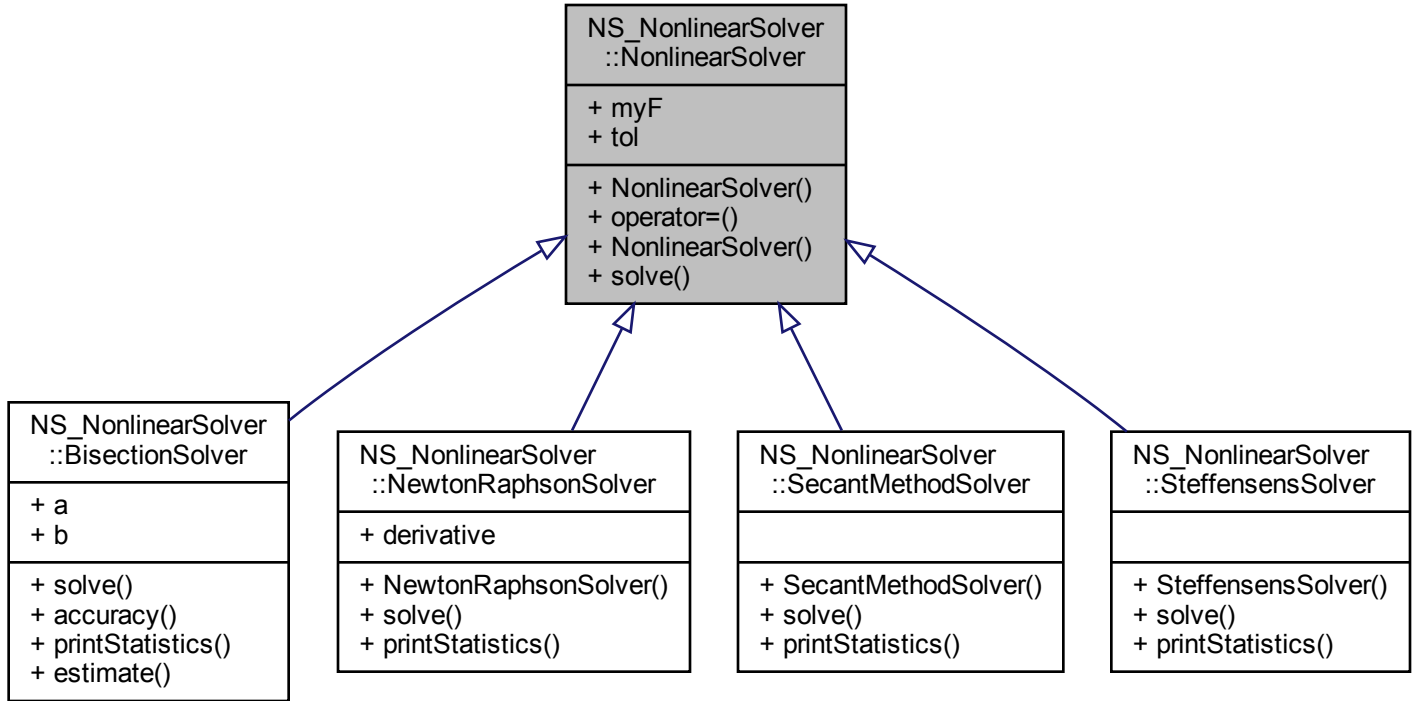 NS_NonlinearSolver
::NonlinearSolver
+ myF
+ tol
+ NonlinearSolver()
+ operator=()
+ NonlinearSolver()
+ solve()
NS_NonlinearSolver
::BisectionSolver
+ a
+ b
+ solve()
+ accuracy()
+ printStatistics()
+ estimate()
NS_NonlinearSolver
::NewtonRaphsonSolver
+ derivative
+ NewtonRaphsonSolver()
+ solve()
+ printStatistics()
NS_NonlinearSolver
::SecantMethodSolver
+ SecantMethodSolver()
+ solve()
+ printStatistics()
NS_NonlinearSolver
::SteffensensSolver
+ SteffensensSolver()
+ solve()
+ printStatistics()